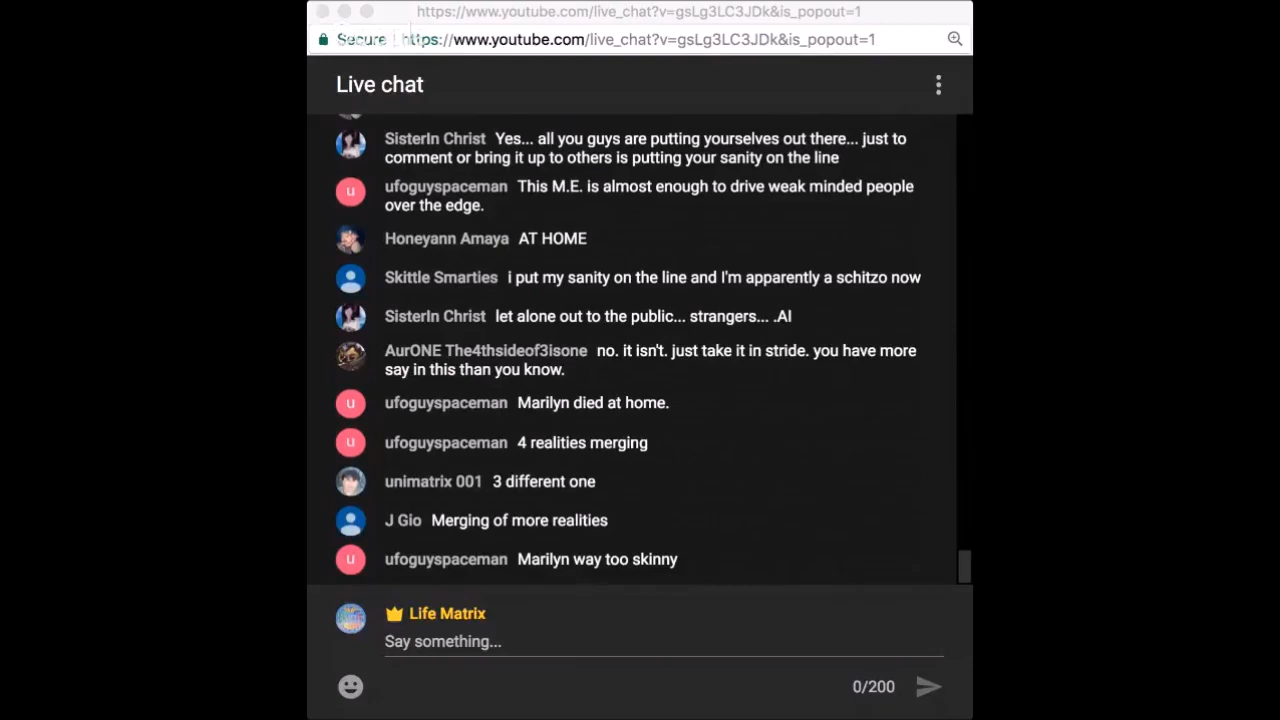 https://www.youtube.com/live_chat?v=gsLg3LC3JDk&is_popout=1
Secure https://www.youtube.com/live_chat?v=gsLg3LC3JDk&is_popout=1
Live chat
SisterIn Christ Yes... all you guys are putting yourselves out there... just to
comment or bring it up to others is putting your sanity on the line
u
ufoguyspaceman This M.E. is almost enough to drive weak minded people
over the edge.
Honeyann Amaya AT HOME
Skittle Smarties i put my sanity on the line and I'm apparently a schitzo now
SisterIn Christ let alone out to the public... strangers... .AI
AurONE The4thsideof3isone no. it isn't. just take it in stride. you have more
say in this than you know.
u ufoguyspaceman Marilyn died at home.
u ufoguyspaceman 4 realities merging
unimatrix 001 3 different one
J Gio Merging of more realities
u ufoguyspaceman Marilyn way too skinny
Life Matrix
Say something...
0/200